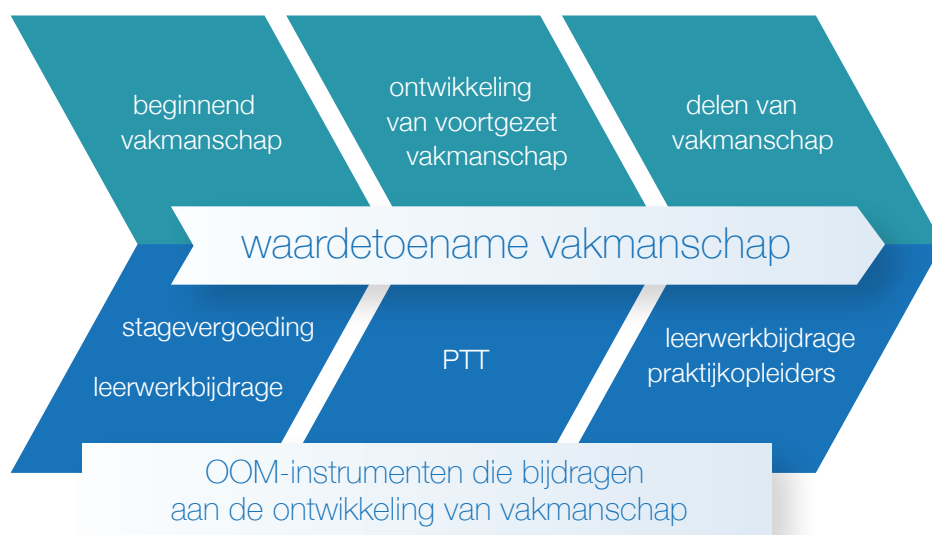 beginnend
vakmanschap
ontwikkeling
van voortgezet
vakmanschap
delen van
vakmanschap
waardetoename vakmanschap
stagevergoeding
leerwerkbijdrage
PTT
leerwerkbijdrage
praktijkopleiders
OOM-instrumenten die bijdragen
aan de ontwikkeling van vakmanschap